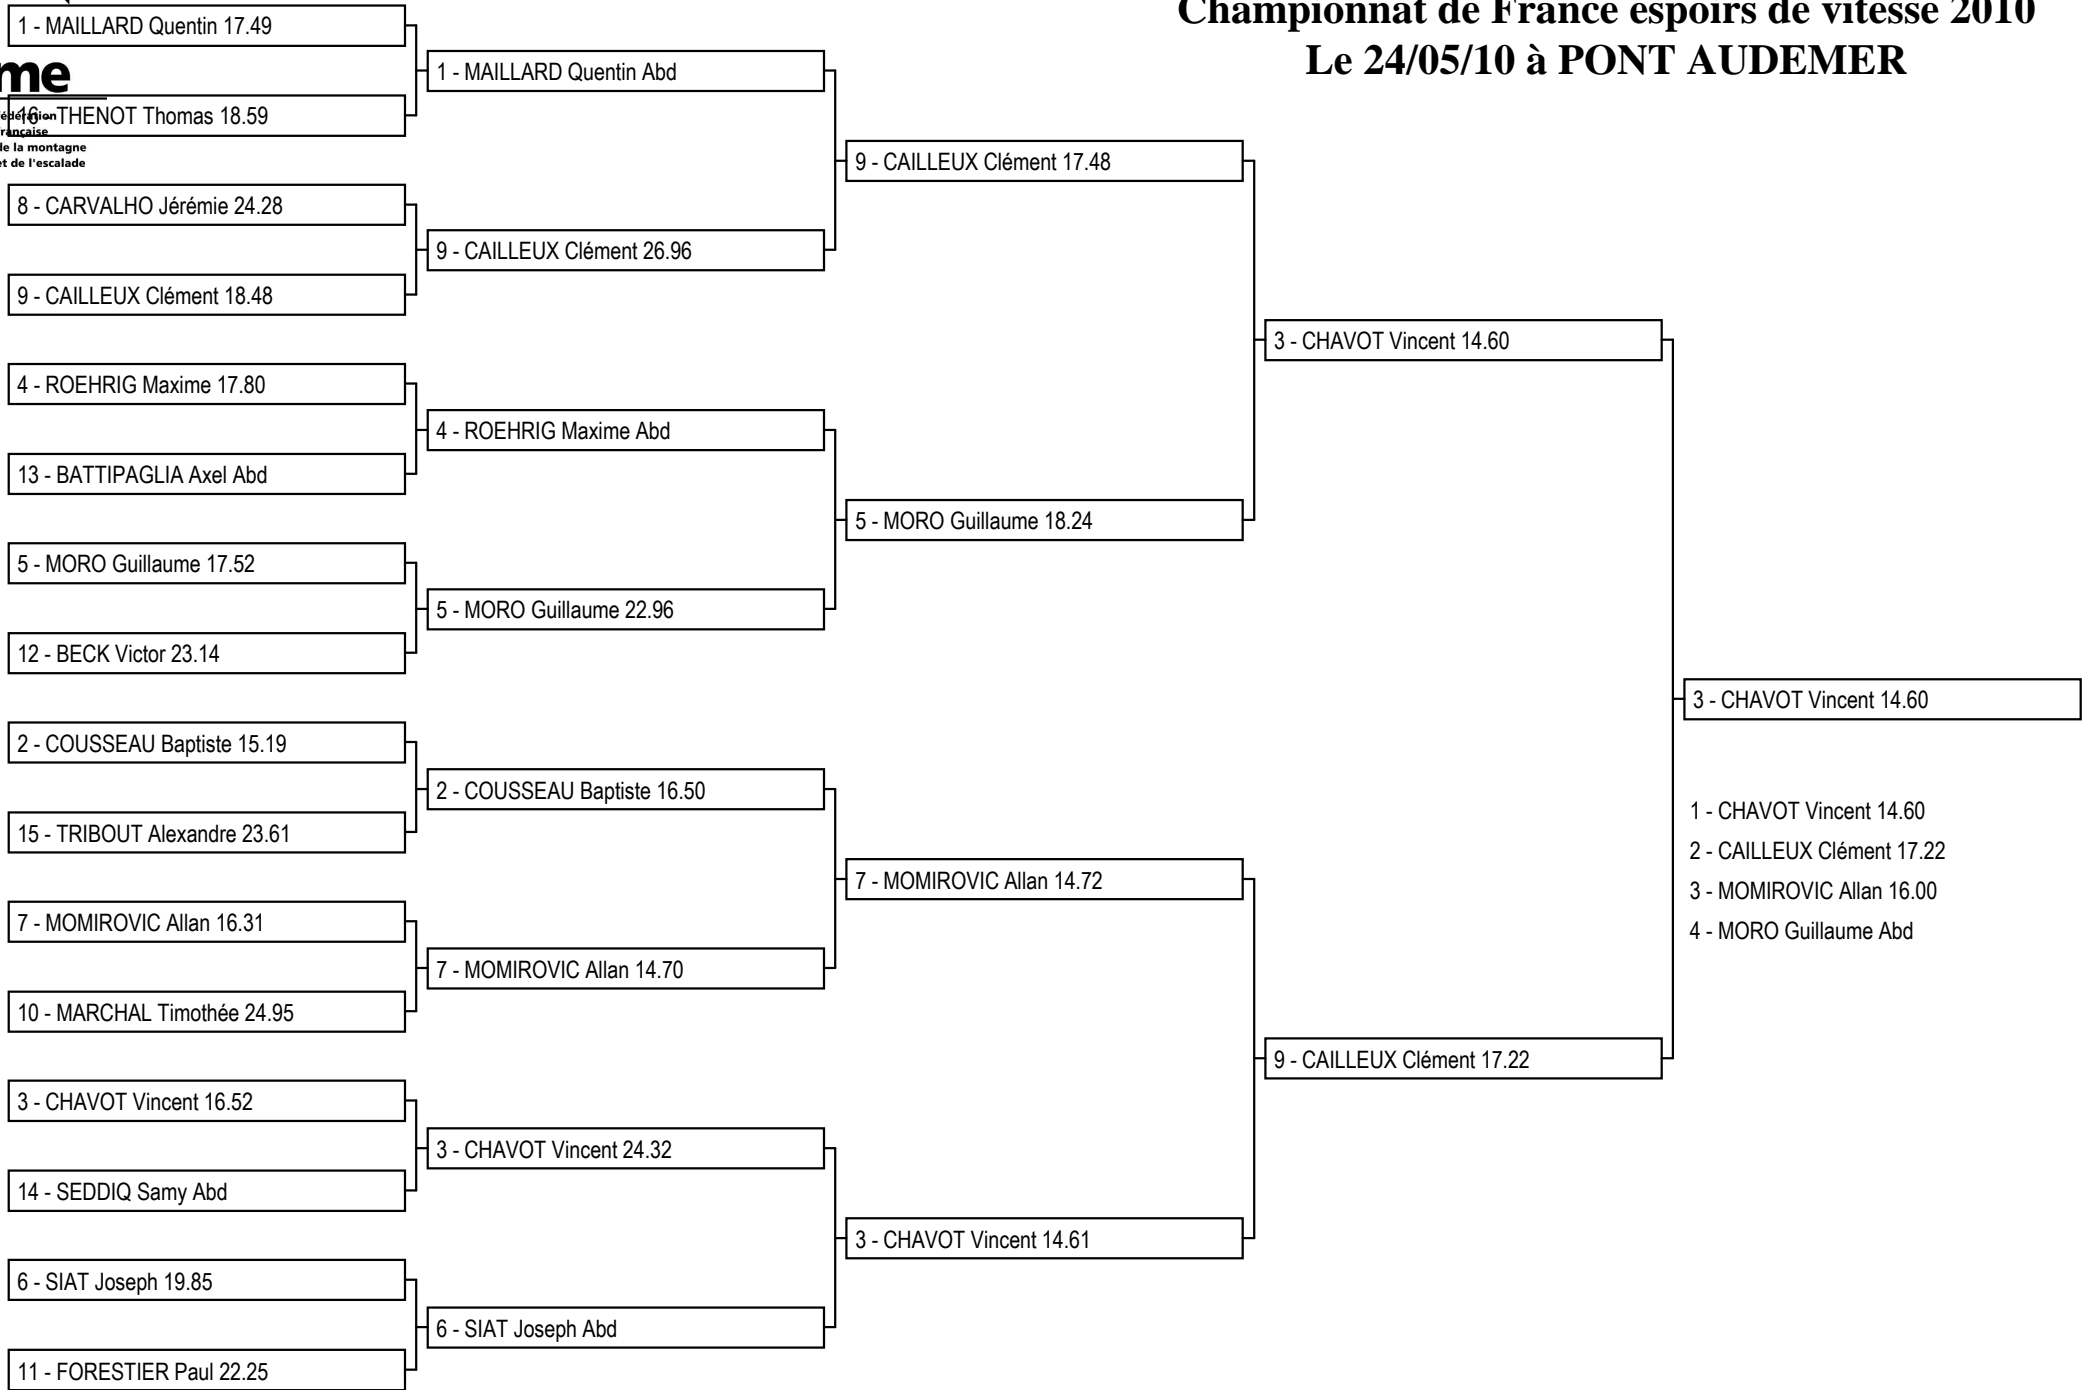 Championnat de France espoirs de vitesse 2010
Le 24/05/10 à PONT AUDEMER
me
fédération
française
de la montagne
et de l'escalade
1 - MAILLARD Quentin 17.49
16 - THENOT Thomas 18.59
8 - CARVALHO Jérémie 24.28
9 - CAILLEUX Clément 18.48
4 - ROEHRIG Maxime 17.80
13 - BATTIPAGLIA Axel Abd
5 - MORO Guillaume 17.52
12 - BECK Victor 23.14
2 - COUSSEAU Baptiste 15.19
15 - TRIBOUT Alexandre 23.61
7 - MOMIROVIC Allan 16.31
10 - MARCHAL Timothée 24.95
3 - CHAVOT Vincent 16.52
14 - SEDDIQ Samy Abd
6 - SIAT Joseph 19.85
11 - FORESTIER Paul 22.25
1 - MAILLARD Quentin Abd
9 - CAILLEUX Clément 26.96
4 - ROEHRIG Maxime Abd
5 - MORO Guillaume 22.96
2 - COUSSEAU Baptiste 16.50
7 - MOMIROVIC Allan 14.70
3 - CHAVOT Vincent 24.32
6 - SIAT Joseph Abd
9 - CAILLEUX Clément 17.48
5 - MORO Guillaume 18.24
7 - MOMIROVIC Allan 14.72
3 - CHAVOT Vincent 14.61
3 - CHAVOT Vincent 14.60
9 - CAILLEUX Clément 17.22
3 - CHAVOT Vincent 14.60
1 - CHAVOT Vincent 14.60
2 - CAILLEUX Clément 17.22
3 - MOMIROVIC Allan 16.00
4 - MORO Guillaume Abd